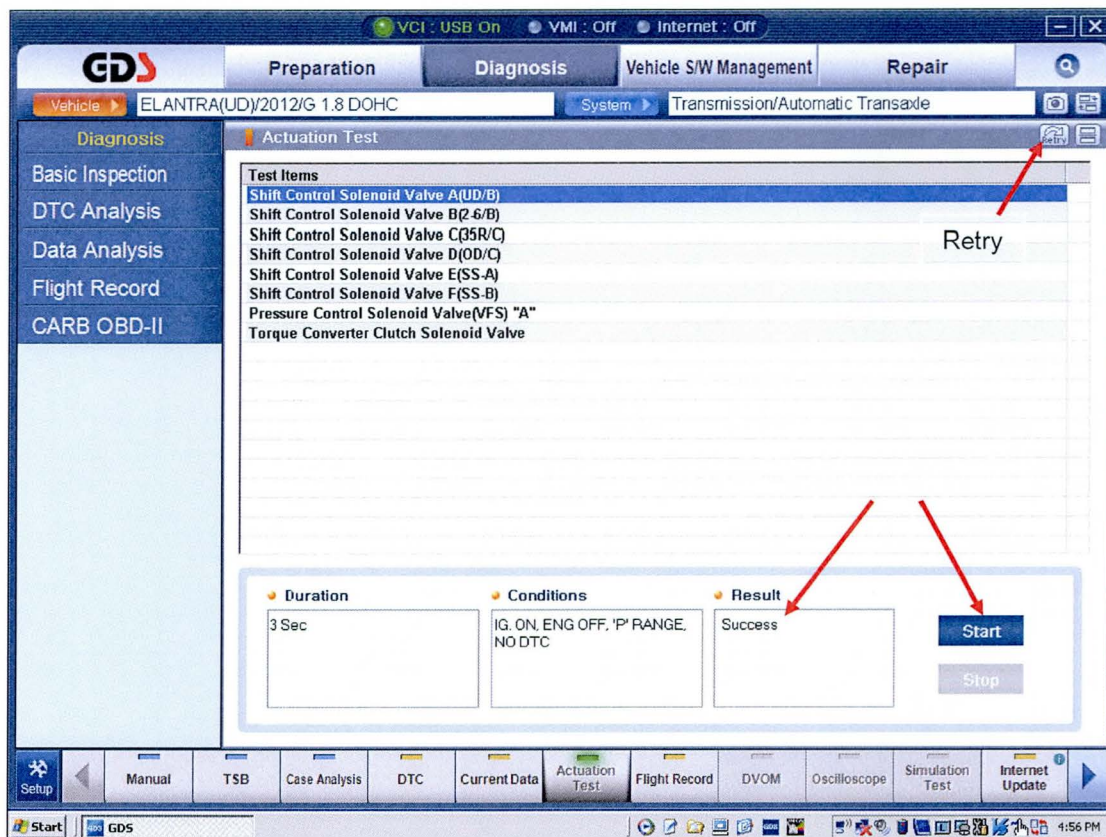 VCI : USB On VMI : Off Internet : Off
GDS Preparation Diagnosis Vehicle S/W Management Repair
Vehicle ELANTRA(UD)/2012/G 1.8 DOHC System Transmission/Automatic Transaxle
Diagnosis
Basic Inspection
DTC Analysis
Data Analysis
Flight Record
CARB OBD-II
Actuation Test
Retry
Test Items
Shift Control Solenoid Valve A(UD/B)
Shift Control Solenoid Valve B(2-6/B)
Shift Control Solenoid Valve C(35R/C)
Shift Control Solenoid Valve D(OD/C)
Shift Control Solenoid Valve E(SS-A)
Shift Control Solenoid Valve F(SS-B)
Pressure Control Solenoid Valve(VFS) "A"
Torque Converter Clutch Solenoid Valve
Retry
Duration
3 Sec
Conditions
IG. ON, ENG OFF, 'P' RANGE,
NO DTC
Result
Success
Start
Stop
Setup
Manual
TSB
Case Analysis
DTC
Current Data
Actuation
Test
Flight Record
DVOM
Oscilloscope
Simulation
Test
Internet
Update
Start GDS 4:56 PM